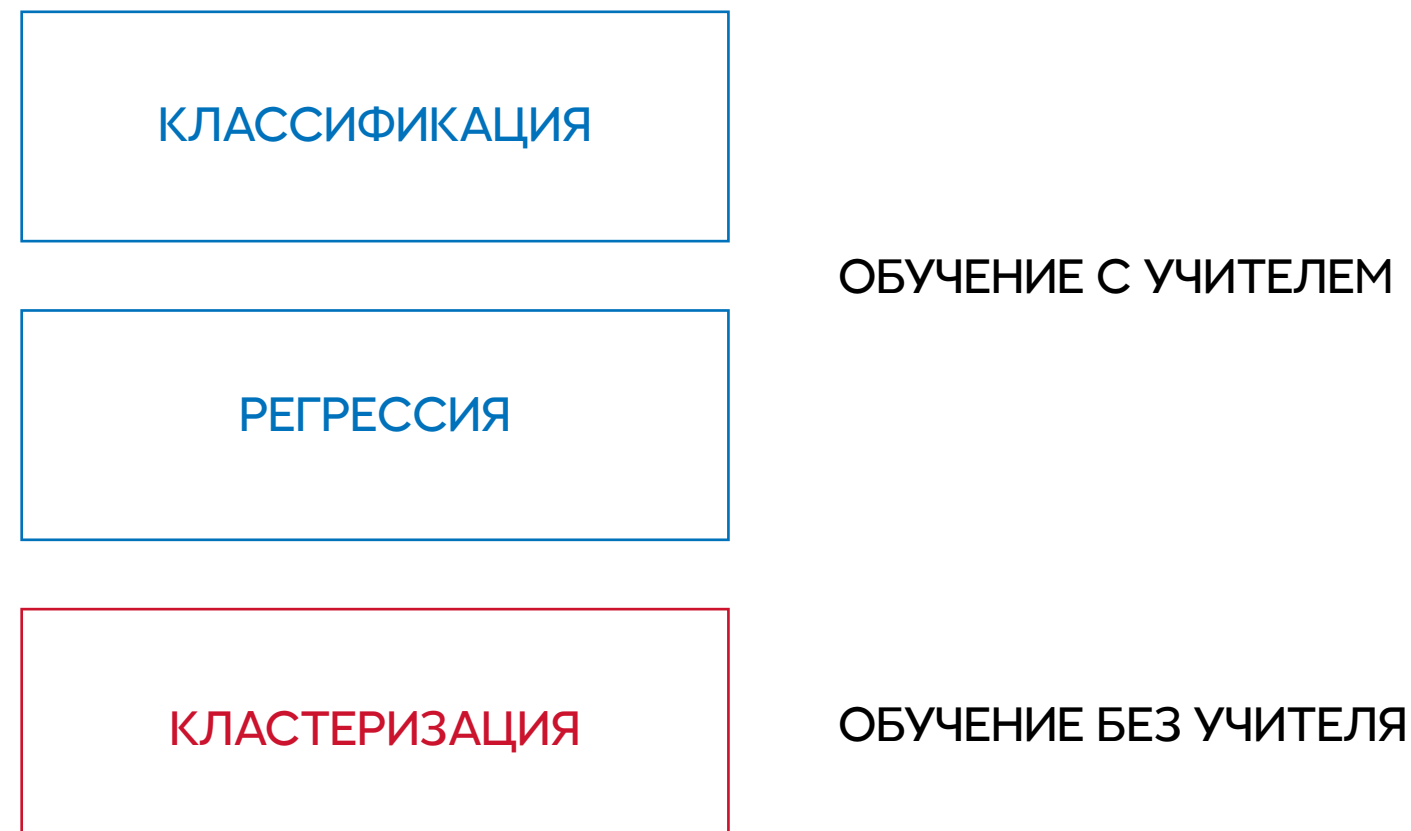 КЛАССИФИКАЦИЯ
ОБУЧЕНИЕ С УЧИТЕЛЕМ
РЕГРЕССИЯ
КЛАСТЕРИЗАЦИЯ
ОБУЧЕНИЕ БЕЗ УЧИТЕЛЯ